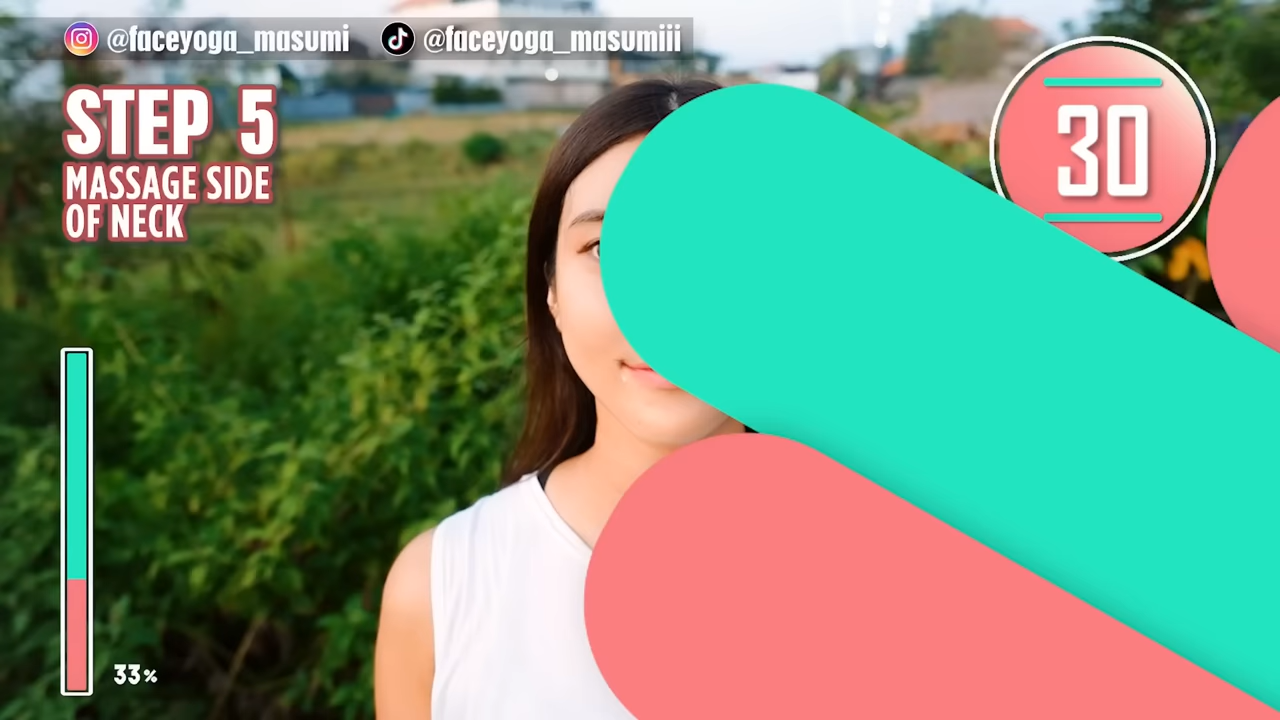 @faceyoga_masumi @faceyoga_masumiii
STEP 5
MASSAGE SIDE
OF NECK
30
33%